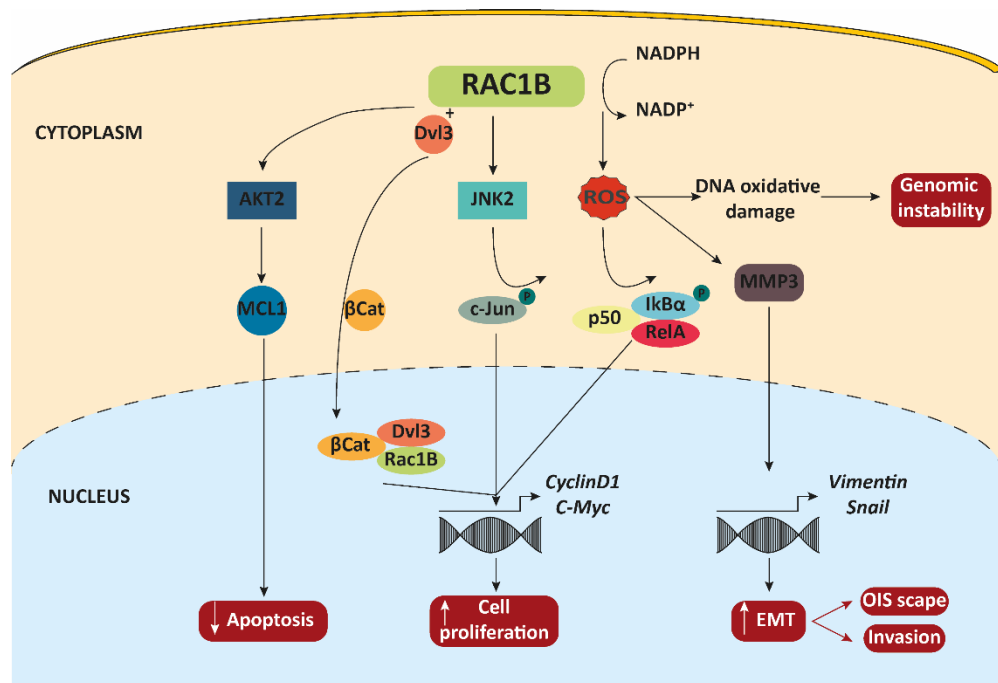 NADPH
RAC1B
+
NADP+
CYTOPLASM
Dvl3
AKT2
JNK2
ROS
DNA oxidative
damage
Genomic
instability
MCL1
βCat
c-Jun
P
p50
IkBα
P
RelA
MMP3
βCat
Dvl3
Rac1B
NUCLEUS
CyclinD1
C-Myc
Vimentin
Snail
Apoptosis
Cell
proliferation
EMT
OIS scape
Invasion